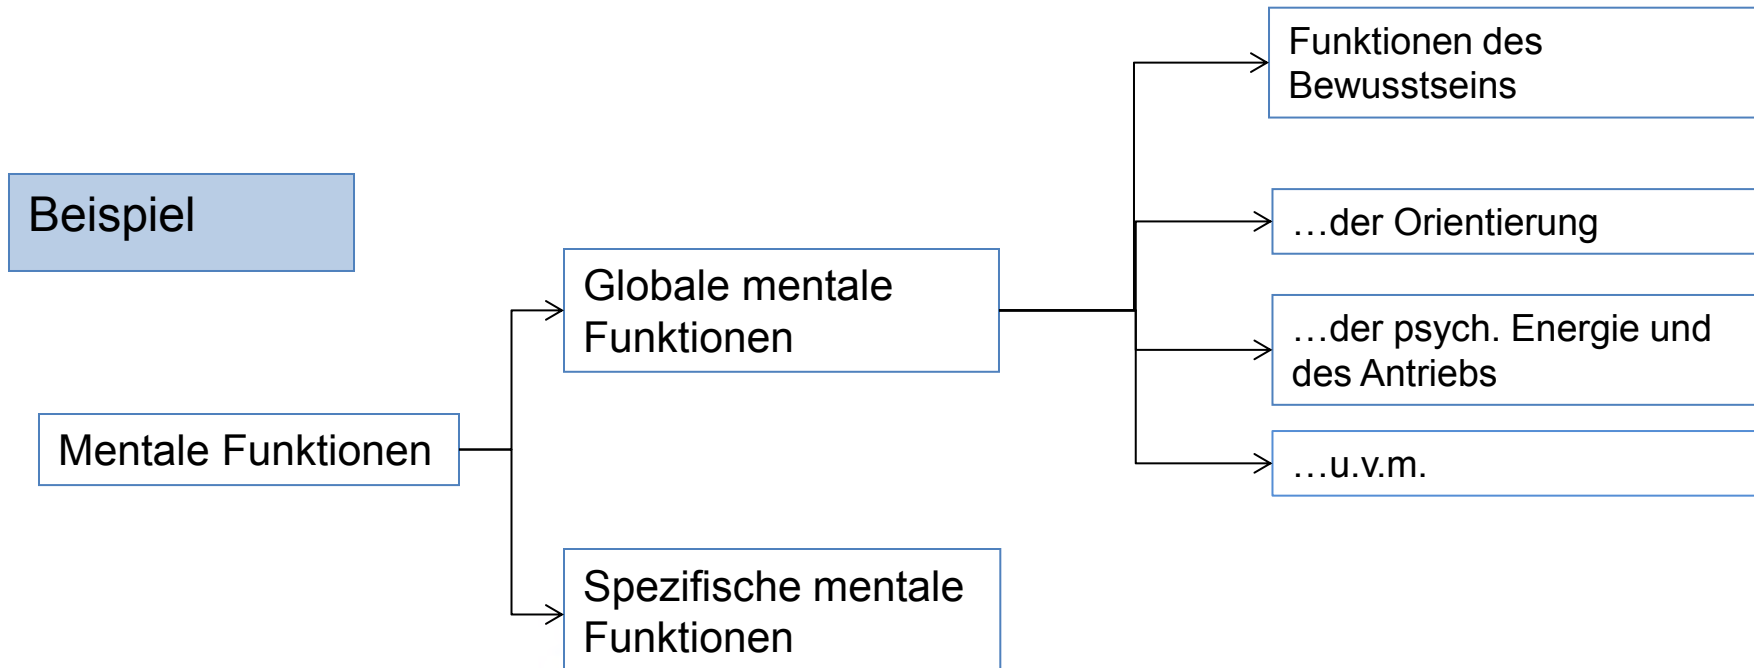 Beispiel
Mentale Funktionen
Globale mentale
Funktionen
Spezifische mentale
Funktionen
Funktionen des
Bewusstseins
…der Orientierung
…der psych. Energie und
des Antriebs
…u.v.m.